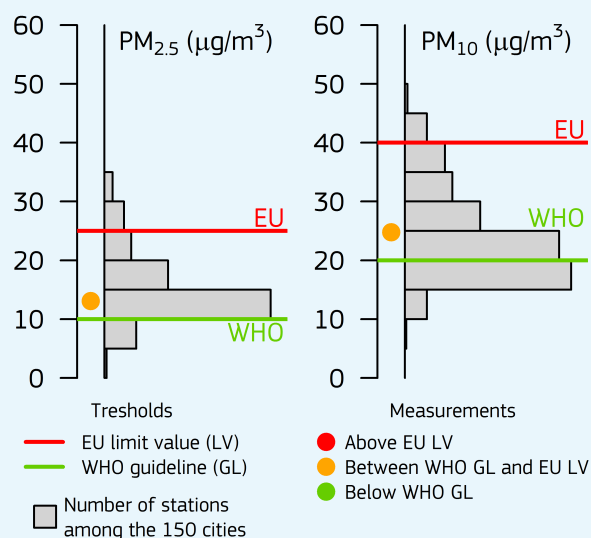 PM2.5 (μg/m3)
60
50
40
30
20
10
0
EU
WHO
PM10 (μg/m3)
60
50
40
30
20
10
0
EU
WHO
Tresholds
EU limit value (LV)
WHO guideline (GL)
Number of stations
among the 150 cities
Measurements
Above EU LV
Between WHO GL and EU LV
Below WHO GL